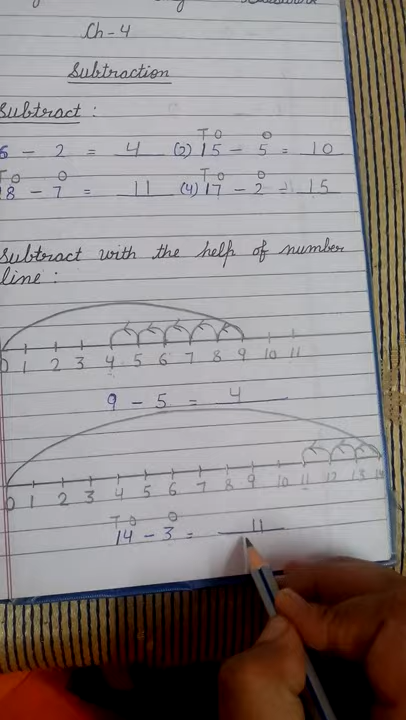 Ch-4
Subtraction
Subtract :
6 - 2 = 4 (2) 15 - 5 = 10
T O O
18 - 7 = 11 (4) 17 - 2 = 15
T O O T O O
Subtract with the help of number
line :
0 1 2 3 4 5 6 7 8 9 10 11
9 - 5 = 4
0 1 2 3 4 5 6 7 8 9 10 11 12 13 14
T O O
14 - 3 = 11